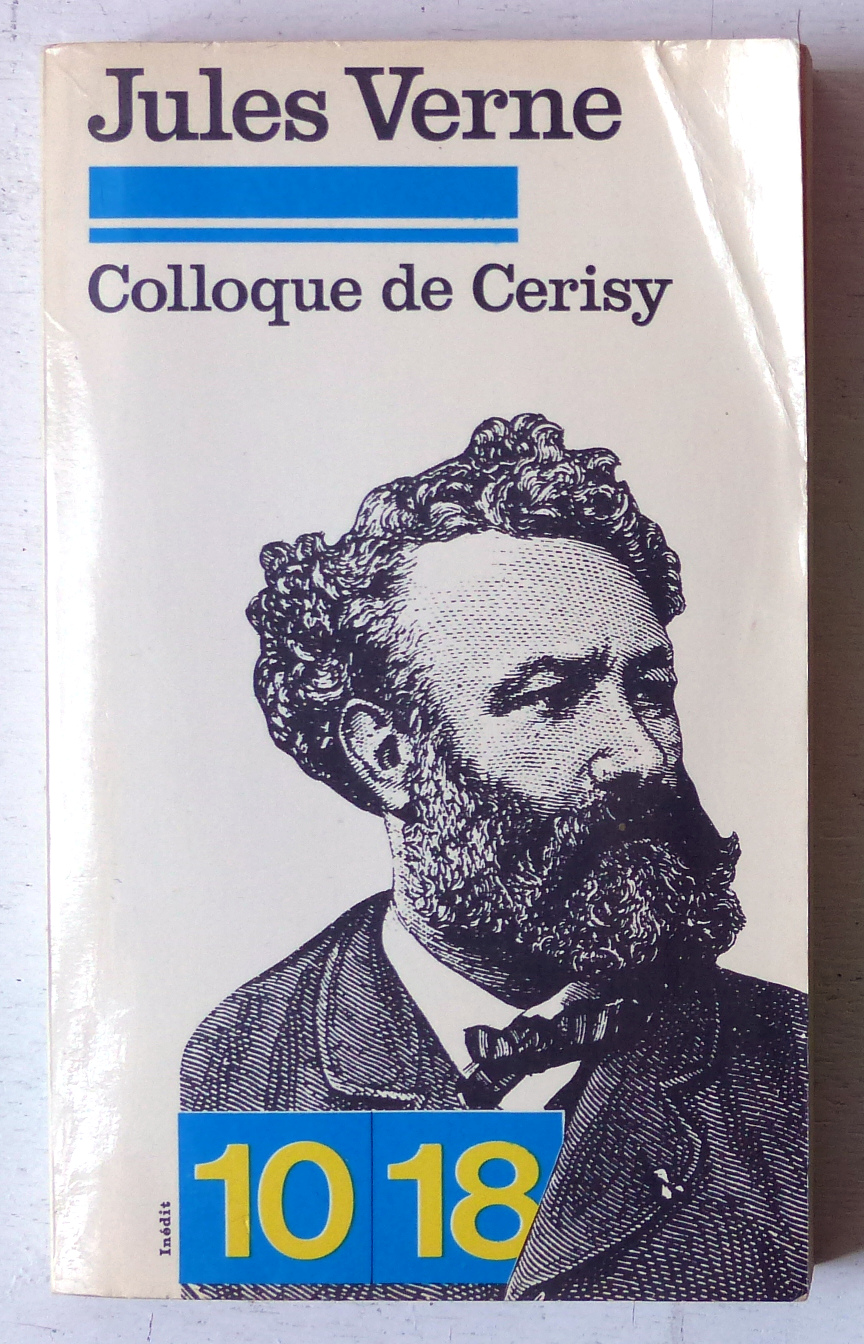 Jules Verne
Colloque de Cerisy
Inédit
10 18